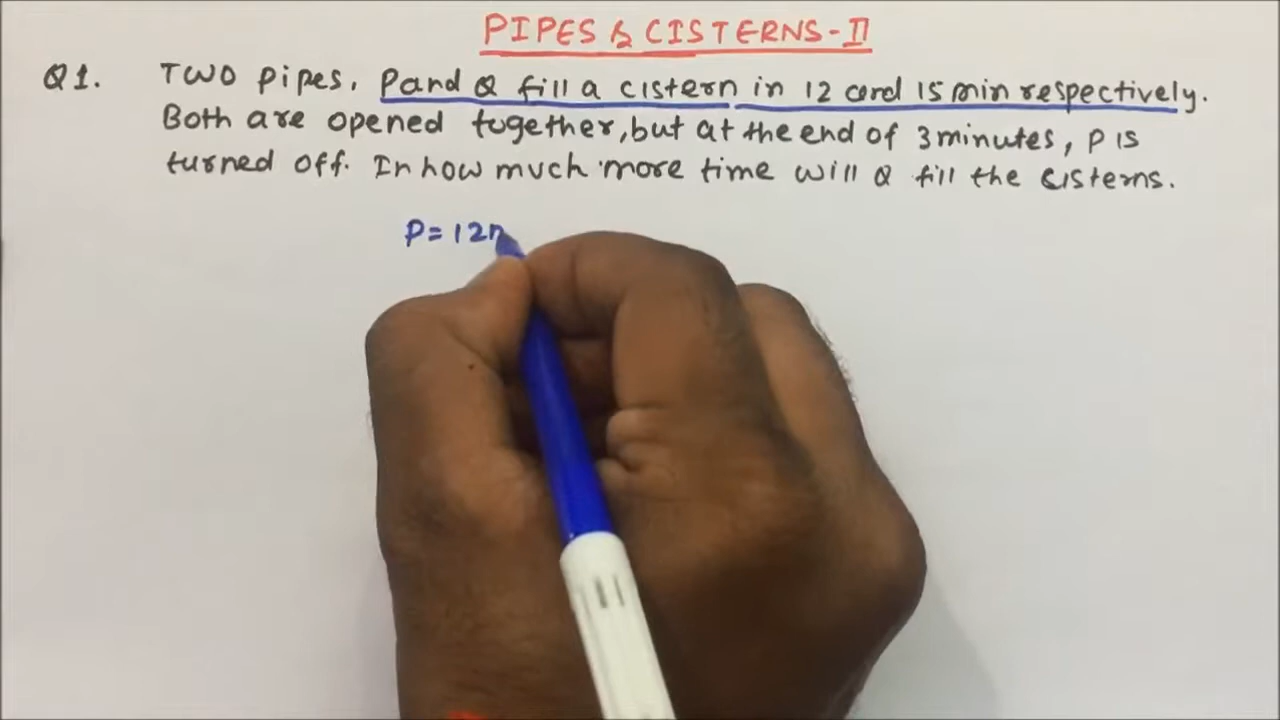 PIPES & CISTERNS-II
Q1. Two pipes, P and Q fill a cistern in 12 and 15 min respectively.
Both are opened together, but at the end of 3 minutes, P is
turned off. In how much more time will Q fill the cisterns.
P = 12